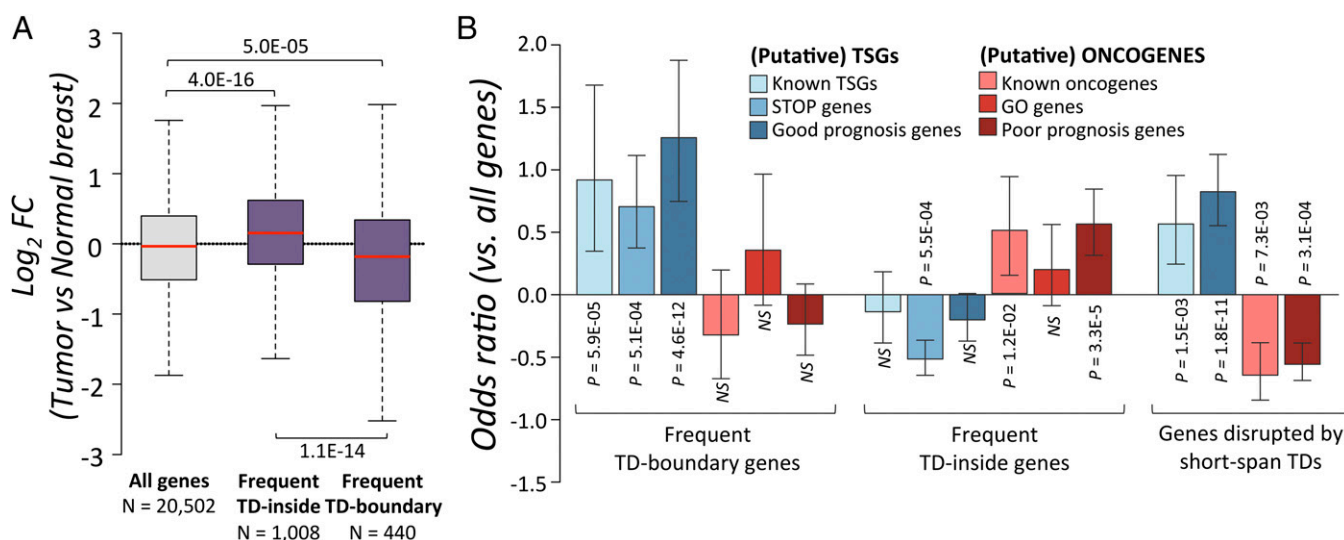 A
3
2
1
0
-1
-2
-3
Log2 FC
(Tumor vs Normal breast)
5.0E-05
4.0E-16
1.1E-14
All genes
N = 20,502
Frequent
TD-inside
N = 1,008
Frequent
TD-boundary
N = 440
B
2.0
1.5
1.0
0.5
0.0
-0.5
-1.0
-1.5
Odds ratio (vs. all genes)
(Putative) TSGs
Known TSGs
STOP genes
Good prognosis genes
(Putative) ONCOGENES
Known oncogenes
GO genes
Poor prognosis genes
P = 5.9E-05
P = 5.1E-04
P = 4.6E-12
NS
NS
NS
NS
P = 5.5E-04
NS
P = 1.2E-02
NS
P = 3.3E-5
P = 1.5E-03
P = 1.8E-11
P = 7.3E-03
P = 3.1E-04
Frequent
TD-boundary genes
Frequent
TD-inside genes
Genes disrupted by
short-span TDs